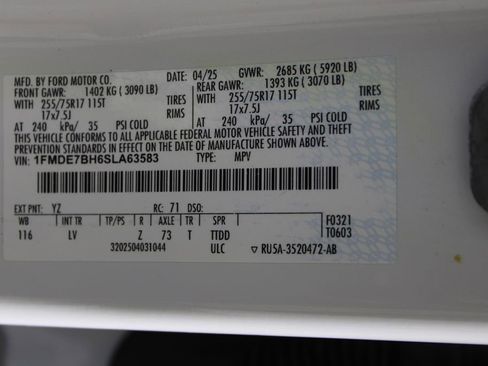 MFD. BY FORD MOTOR CO. DATE: 04/25 GVWR: 2685 KG ( 5920 LB)
FRONT GAWR: 1402 KG ( 3090 LB) REAR GAWR: 1393 KG ( 3070 LB)
WITH 255/75R17 115T TIRES WITH 255/75R17 115T TIRES
17x7.5J RIMS 17x7.5J RIMS
AT 240 kPa/ 35 PSI COLD AT 240 kPa/ 35 PSI COLD
THIS VEHICLE CONFORMS TO ALL APPLICABLE FEDERAL MOTOR VEHICLE SAFETY, BUMPER, AND THEFT
PREVENTION STANDARDS IN EFFECT ON THE DATE OF MANUFACTURE SHOWN ABOVE.
VIN: 1FMDE7BH6SLA63583 TYPE: MPV
EXT PNT: YZ RC: 71 DSO:
WB INT TR TP/PS R AXLE TR SPR F0321
116 LV Z 73 T TTDD T0603
3202504031044 ULC ▽ RU5A-3520472-AB